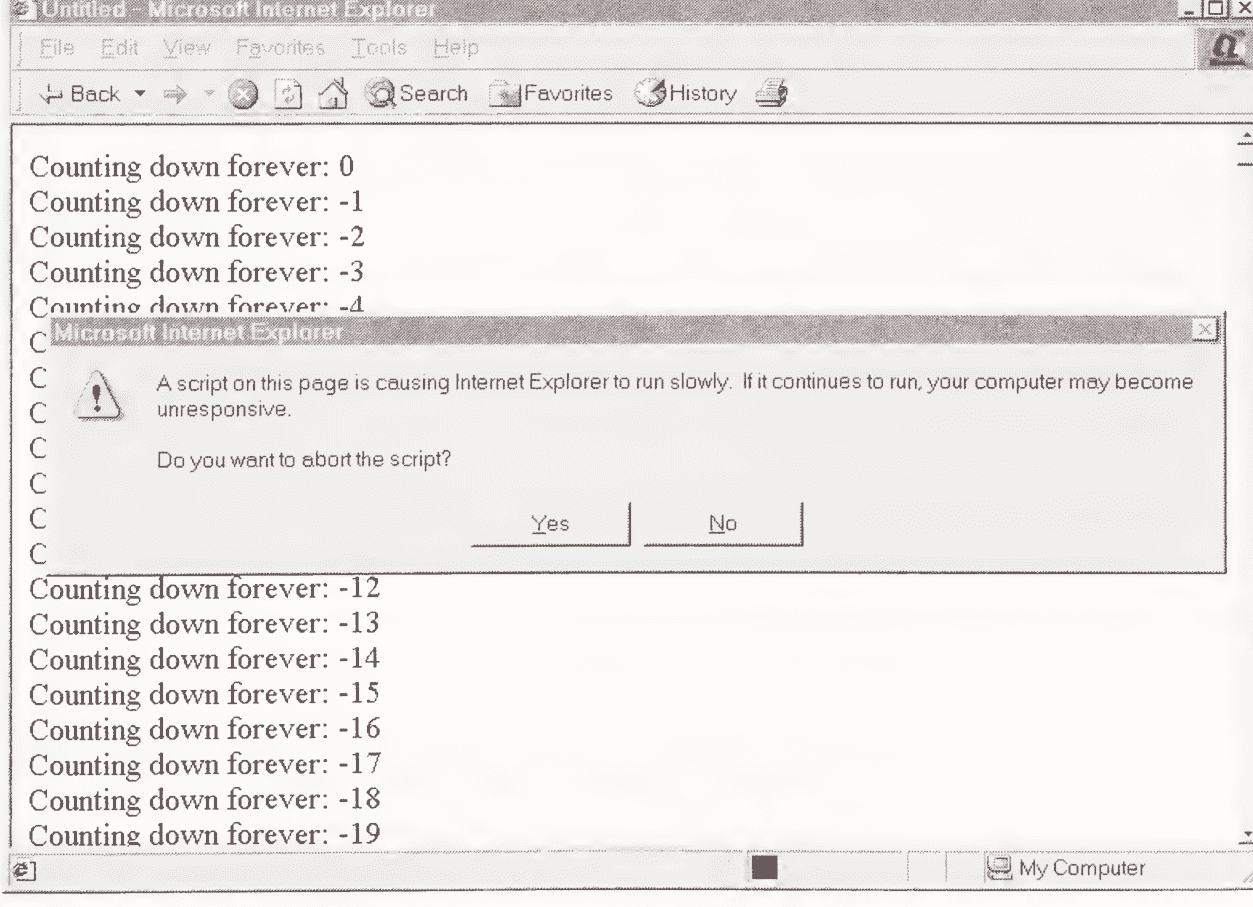 Untitled - Microsoft Internet Explorer
File Edit View Favorites Tools Help
Back Search Favorites History
Counting down forever: 0
Counting down forever: -1
Counting down forever: -2
Counting down forever: -3
Counting down forever: -4
C
Microsoft Internet Explorer
C
A script on this page is causing Internet Explorer to run slowly. If it continues to run, your computer may become
unresponsive.
C
C
Do you want to abort the script?
C
C
Yes No
C
Counting down forever: -12
Counting down forever: -13
Counting down forever: -14
Counting down forever: -15
Counting down forever: -16
Counting down forever: -17
Counting down forever: -18
Counting down forever: -19
My Computer